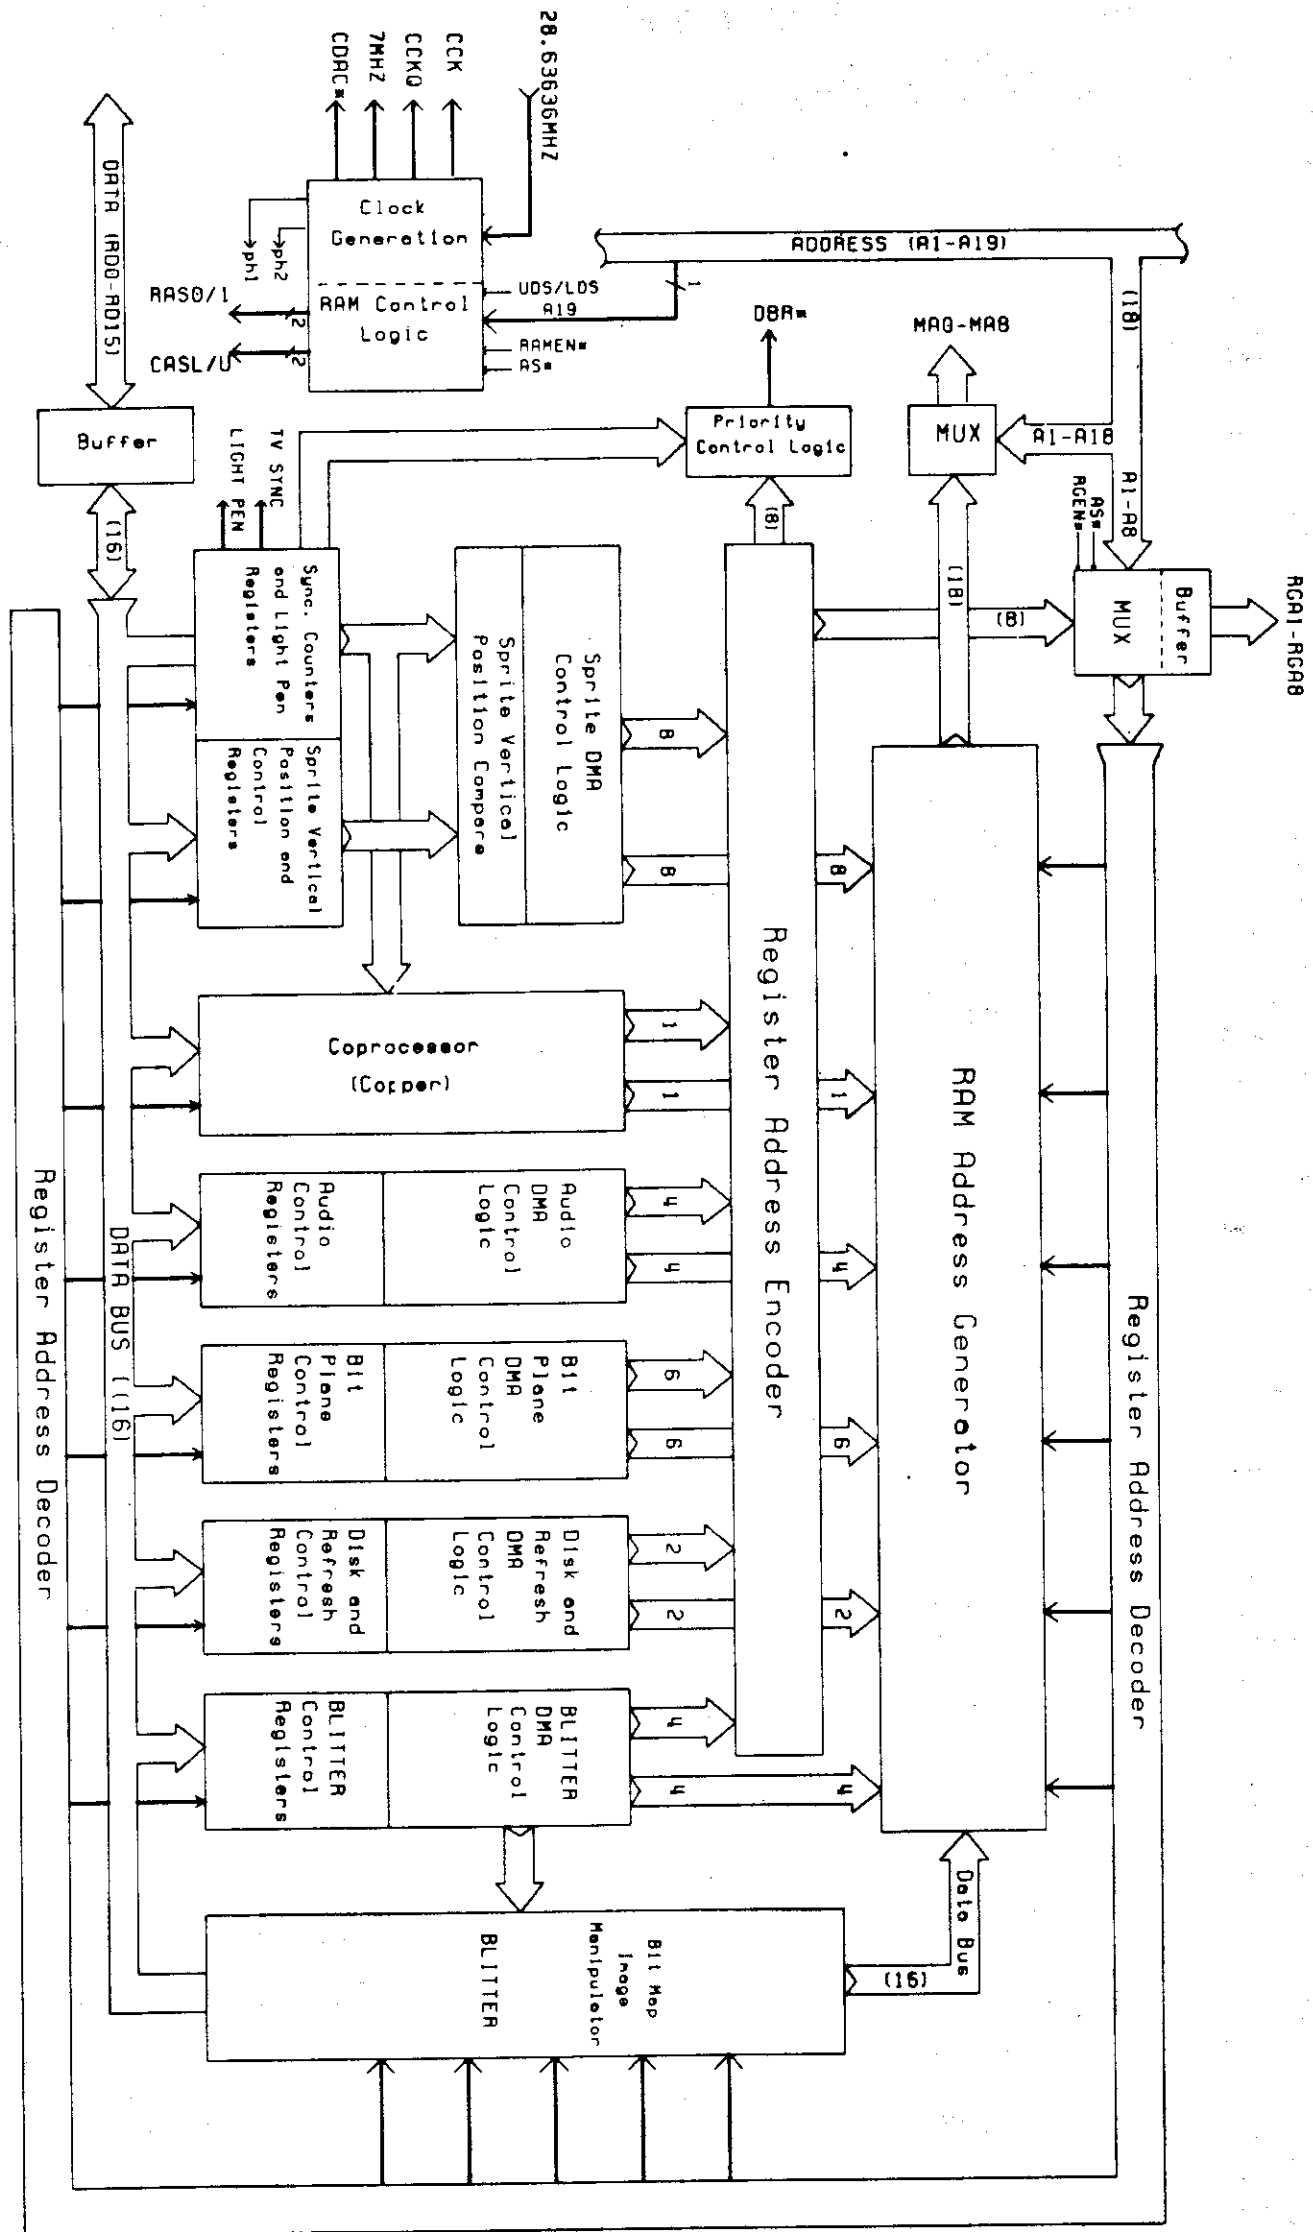 28.63636MHZ
CCK
CCKQ
7MHZ
CDAC*
Clock
Generation
ph2
ph1
RAM Control
Logic
UDS/LDS
A19
RAMEN*
AS*
RAS0/1
2
CASL/U
2
1
ADDRESS (A1-A19)
(18)
A1-A18
A1-A8
MUX
MA0-MA8
DBR*
Priority
Control Logic
(8)
AS*
RGEN*
MUX
Buffer
RGA1-RGA8
(8)
(18)
DATA (RD0-RD15)
Buffer
(16)
TV SYNC
LIGHT PEN
Sync. Counters
and Light Pen
Registers
Sprite Vertical
Position and
Control
Registers
Sprite DMA
Control Logic
Sprite Vertical
Position Compare
8
8
8
Coprocessor
(Copper)
1
1
1
Audio
DMA
Control
Logic
Audio
Control
Registers
4
4
4
Bit
Plane
DMA
Control
Logic
Bit
Plane
Control
Registers
6
6
6
Disk and
Refresh
DMA
Control
Logic
Disk and
Refresh
Control
Registers
2
2
2
BLITTER
DMA
Control
Logic
BLITTER
Control
Registers
4
4
4
Register Address Encoder
RAM Address Generator
Register Address Decoder
Register Address Decoder
DATA BUS ((16)
Bit Map
Image
Manipulator
BLITTER
Data Bus
(16)